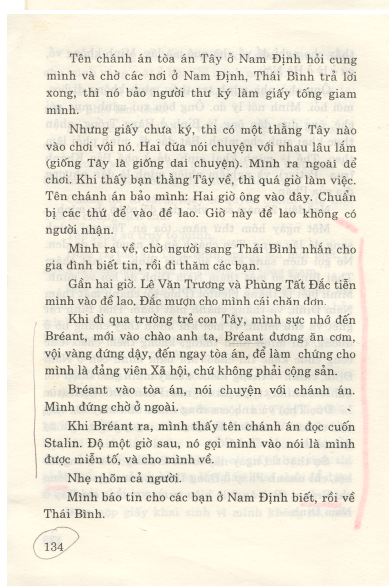 Tên chánh án tòa án Tây ở Nam Định hỏi cung
mình và chờ các nơi ở Nam Định, Thái Bình trả lời
xong, thì nó bảo người thư ký làm giấy tống giam
mình.
Nhưng giấy chưa ký, thì có một thằng Tây nào
vào chơi với nó. Hai đứa nói chuyện với nhau lâu lắm
(giống Tây là giống dai chuyện). Mình ra ngoài để
chơi. Khi thấy bạn thằng Tây về, thì quá giờ làm việc.
Tên chánh án bảo mình: Hai giờ ông vào đây. Chuẩn
bị các thứ để vào đề lao. Giờ này đề lao không có
người nhận.
Mình ra về, chờ người sang Thái Bình nhắn cho
gia đình biết tin, rồi đi thăm các bạn.
Gần hai giờ. Lê Văn Trương và Phùng Tất Đắc tiễn
mình vào đề lao. Đắc mượn cho mình cái chăn đơn.
Khi đi qua trường trẻ con Tây, mình sực nhớ đến
Bréant, mới vào chào anh ta, Bréant đương ăn cơm,
vội vàng đứng dậy, đến ngay tòa án, để làm chứng cho
mình là đảng viên Xã hội, chứ không phải cộng sản.
Bréant vào tòa án, nói chuyện với chánh án.
Mình đứng chờ ở ngoài.
Khi Bréant ra, mình thấy tên chánh án đọc cuốn
Stalin. Độ một giờ sau, nó gọi mình vào nói là mình
được miễn tố, và cho mình về.
Nhẹ nhõm cả người.
Mình báo tin cho các bạn ở Nam Định biết, rồi về
Thái Bình.
134